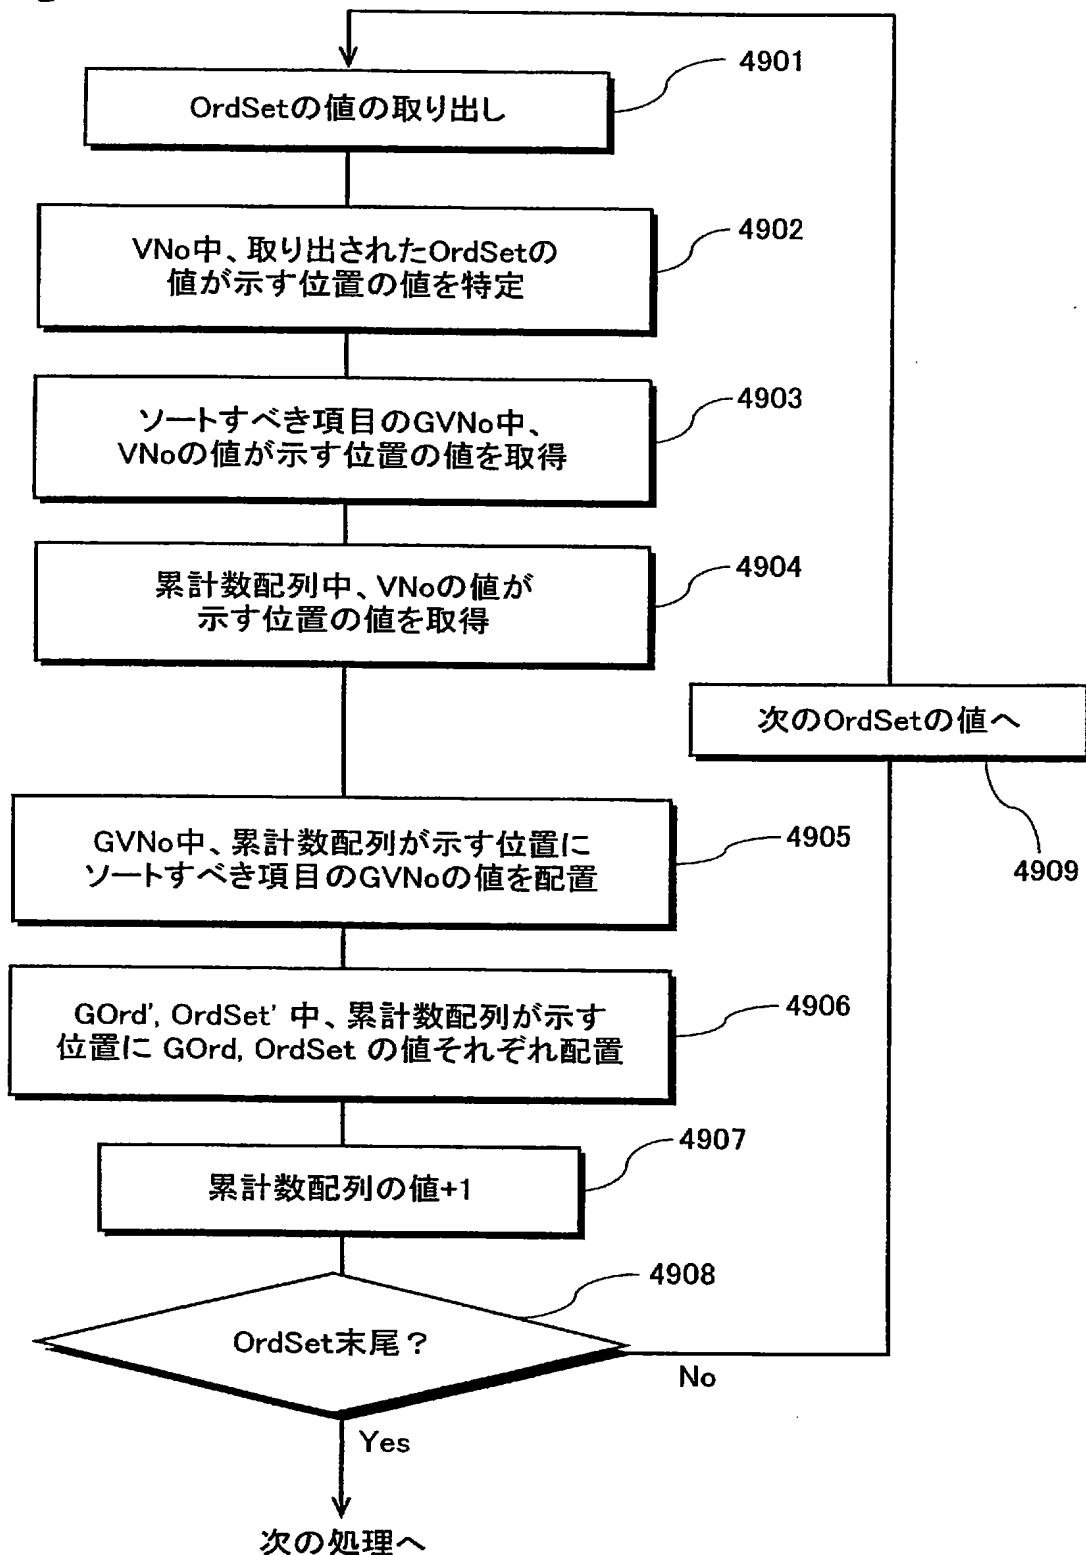 OrdSetの値の取り出し
4901
VNo中、取り出されたOrdSetの
値が示す位置の値を特定
4902
ソートすべき項目のGVNo中、
VNoの値が示す位置の値を取得
4903
累計数配列中、VNoの値が
示す位置の値を取得
4904
次のOrdSetの値へ
4909
GVNo中、累計数配列が示す位置に
ソートすべき項目のGVNoの値を配置
4905
GOrd', OrdSet' 中、累計数配列が示す
位置に GOrd, OrdSet の値それぞれ配置
4906
累計数配列の値+1
4907
OrdSet末尾？
4908
No
Yes
次の処理へ